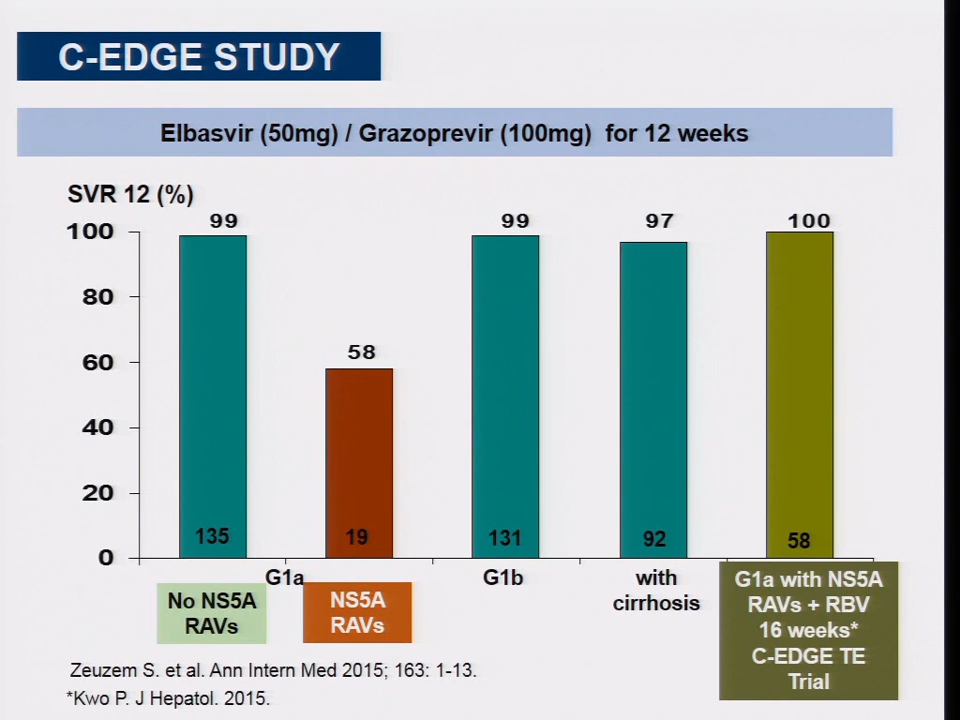 C-EDGE STUDY
Elbasvir (50mg) / Grazoprevir (100mg) for 12 weeks
SVR 12 (%)
100
80
60
40
20
0
99
58
99
97
100
135
19
131
92
58
G1a
G1b
with
cirrhosis
No NS5A
RAVs
NS5A
RAVs
G1a with NS5A
RAVs + RBV
16 weeks*
C-EDGE TE
Trial
Zeuzem S. et al. Ann Intern Med 2015; 163: 1-13.
*Kwo P. J Hepatol. 2015.